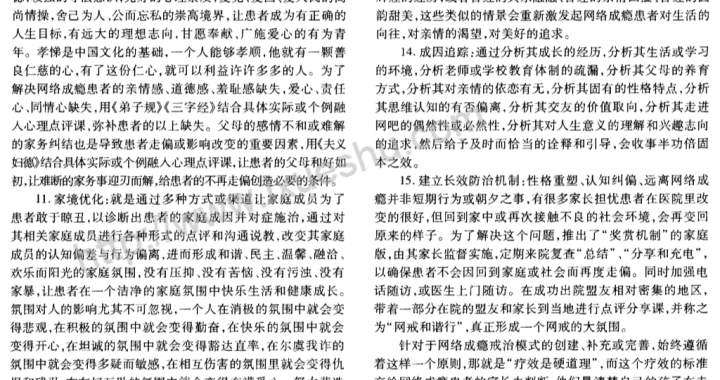 尚情操,舍己为人、公而忘私的崇高境界,让患者成为有正确的
人生目标,有远大的理想志向,甘愿奉献、广施爱心的有为青
年。孝悌是中国文化的基础,一个人能够孝顺,他就有一颗善
良仁慈的心,有了这份仁心,就可以利益许许多多的人。为了
解决网络成瘾患者的亲情感、道德感、羞耻感缺失,爱心、责任
心、同情心缺失,用《弟子规》《三字经》结合具体实际或个例融
入心理点评课,弥补患者的以上缺失。父母的感情不和或难解
的家务纠结也是导致患者走偏或影响改变的重要因素,用《夫义
妇德》结合具体实际或个例融入心理点评课,让患者的父母和好如
初,让难断的家务事迎刃而解,给患者的不再走偏创造必要的条件。
11. 家境优化:就是通过多种方式或薪情让家庭成员为了
患者敢于晾丑,以诊断出患者的家庭成因并对症施治,通过对
其相关家庭成员进行各种形式的点评和沟通说教,改变其家庭
成员的认知偏差与行为偏离,进而形成和谐、民主、温馨、融洽、
欢乐而阳光的家庭氛围,没有压抑、没有苦恼、没有污浊、没有
家暴,让患者在一个洁净的家庭氛围中快乐生活和健康成长。
氛围对人的影响尤其不可忽视,一个人在消极的氛围中就会变
得悲观,在积极的氛围中就会变得勤奋,在快乐的氛围中就会
变得开心,在坦诚的氛围中就会变得豁达直率,在尔虞我诈的
氛围中就会变得多疑而敏感,在相互伤害的氛围里就会变得仇
韵甜美,这些类似的情景会重新激发起网络成瘾患者对生活的
向往,对亲情的渴望,对美好的追求。
14. 成因追踪:通过分析其成长的经历,分析其生活或学习
的环境,分析老师或学校教育体制的疏漏,分析其父母的养育
方式,分析其对亲情的依恋有无,分析其固有的性格特点,分析
其思维认知的有否偏离,分析其交友的价值取向,分析其走进
网吧的偶然性或必然性,分析其对人生意义的理解和兴趣志向
的追求,然后给予及时而恰当的诠释和引导,会收事半功倍固
本之效。
15. 建立长效防治机制:性格重塑、认知纠偏、远离网络成
瘾并非短期行为或朝夕之事,有很多家长担忧患者在医院里改
变的很好,但回到家中或再次接触不良的社会环境,会再变回
原来的样子。为了解决这个问题,推出了“奖赏机制”的家庭
版,由其家长监督实施,定期来院复查“总结”、“分享和充电”,
以确保患者不会因回到家庭或社会而再度走偏。同时加强电
话随访,或医生上门随访。在成功出院盟友相对密集的地区,
带着一部分在院的盟友和家长到当地进行点评分享课,并称之
为“网戒和谐行”,真正形成一个网戒的大氛围。
针对于网络成瘾戒治模式的创建、补充或完善,始终遵循
着这样一个原则,那就是“疗效是硬道理”,而这个疗效的标准